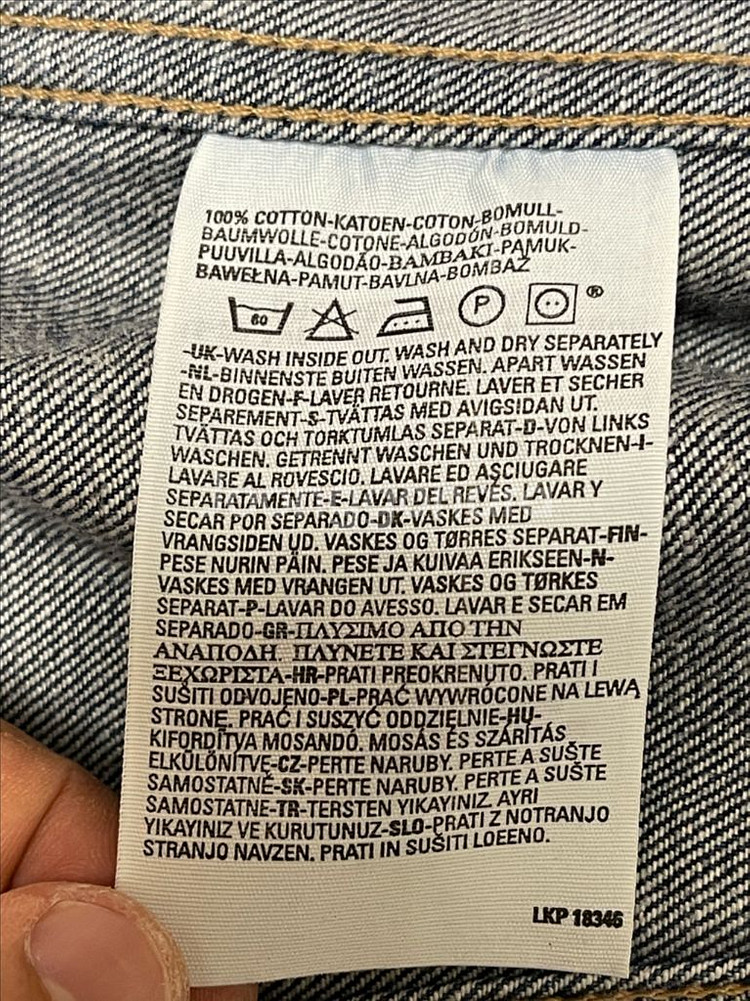 100% COTTON-KATOEN-COTON-BOMULL-
BAUMWOLLE-COTONE-ALGODÓN-BOMULD-
PUUVILLA-ALGODÃO-BAMBAKI-PAMUK-
BAWEŁNA-PAMUT-BAVLNA-BOMBAŽ
60 P ®
-UK-WASH INSIDE OUT. WASH AND DRY SEPARATELY
-NL-BINNENSTE BUITEN WASSEN. APART WASSEN
EN DROGEN-F-LAVER RETOURNE. LAVER ET SECHER
SEPAREMENT-S-TVÄTTAS MED AVIGSIDAN UT.
TVÄTTAS OCH TORKTUMLAS SEPARAT-D-VON LINKS
WASCHEN. GETRENNT WASCHEN UND TROCKNEN-I-
LAVARE AL ROVESCIO. LAVARE ED ASCIUGARE
SEPARATAMENTE-E-LAVAR DEL REVÉS. LAVAR Y
SECAR POR SEPARADO-DK-VASKES MED
VRANGSIDEN UD. VASKES OG TØRRES SEPARAT-FIN-
PESE NURIN PÄIN. PESE JA KUIVAA ERIKSEEN-N-
VASKES MED VRANGEN UT. VASKES OG TØRKES
SEPARAT-P-LAVAR DO AVESSO. LAVAR E SECAR EM
SEPARADO-GR-ΠΛΥΣΙΜΟ ΑΠΟ ΤΗΝ
ΑΝΑΠΟΔΗ. ΠΛΥΝΕΤΕ ΚΑΙ ΣΤΕΓΝΩΣΤΕ
ΞΕΧΩΡΙΣΤΑ-HR-PRATI PREOKRENUTO. PRATI I
SUŠITI ODVOJENO-PL-PRAĆ WYWRÓCONE NA LEWĄ
STRONĘ. PRAĆ I SUSZYĆ ODDZIELNIE-HU-
KIFORDÍTVA MOSANDÓ. MOSÁS ÉS SZÁRÍTÁS
ELKÜLÖNÍTVE-CZ-PERTE NARUBY. PERTE A SUŠTE
SAMOSTATNĚ-SK-PERTE NARUBY. PERTE A SUŠTE
SAMOSTATNE-TR-TERSTEN YIKAYINIZ. AYRI
YIKAYINIZ VE KURUTUNUZ-SLO-PRATI Z NOTRANJO
STRANJO NAVZEN. PRATI IN SUŠITI LOEENO.
LKP 18346